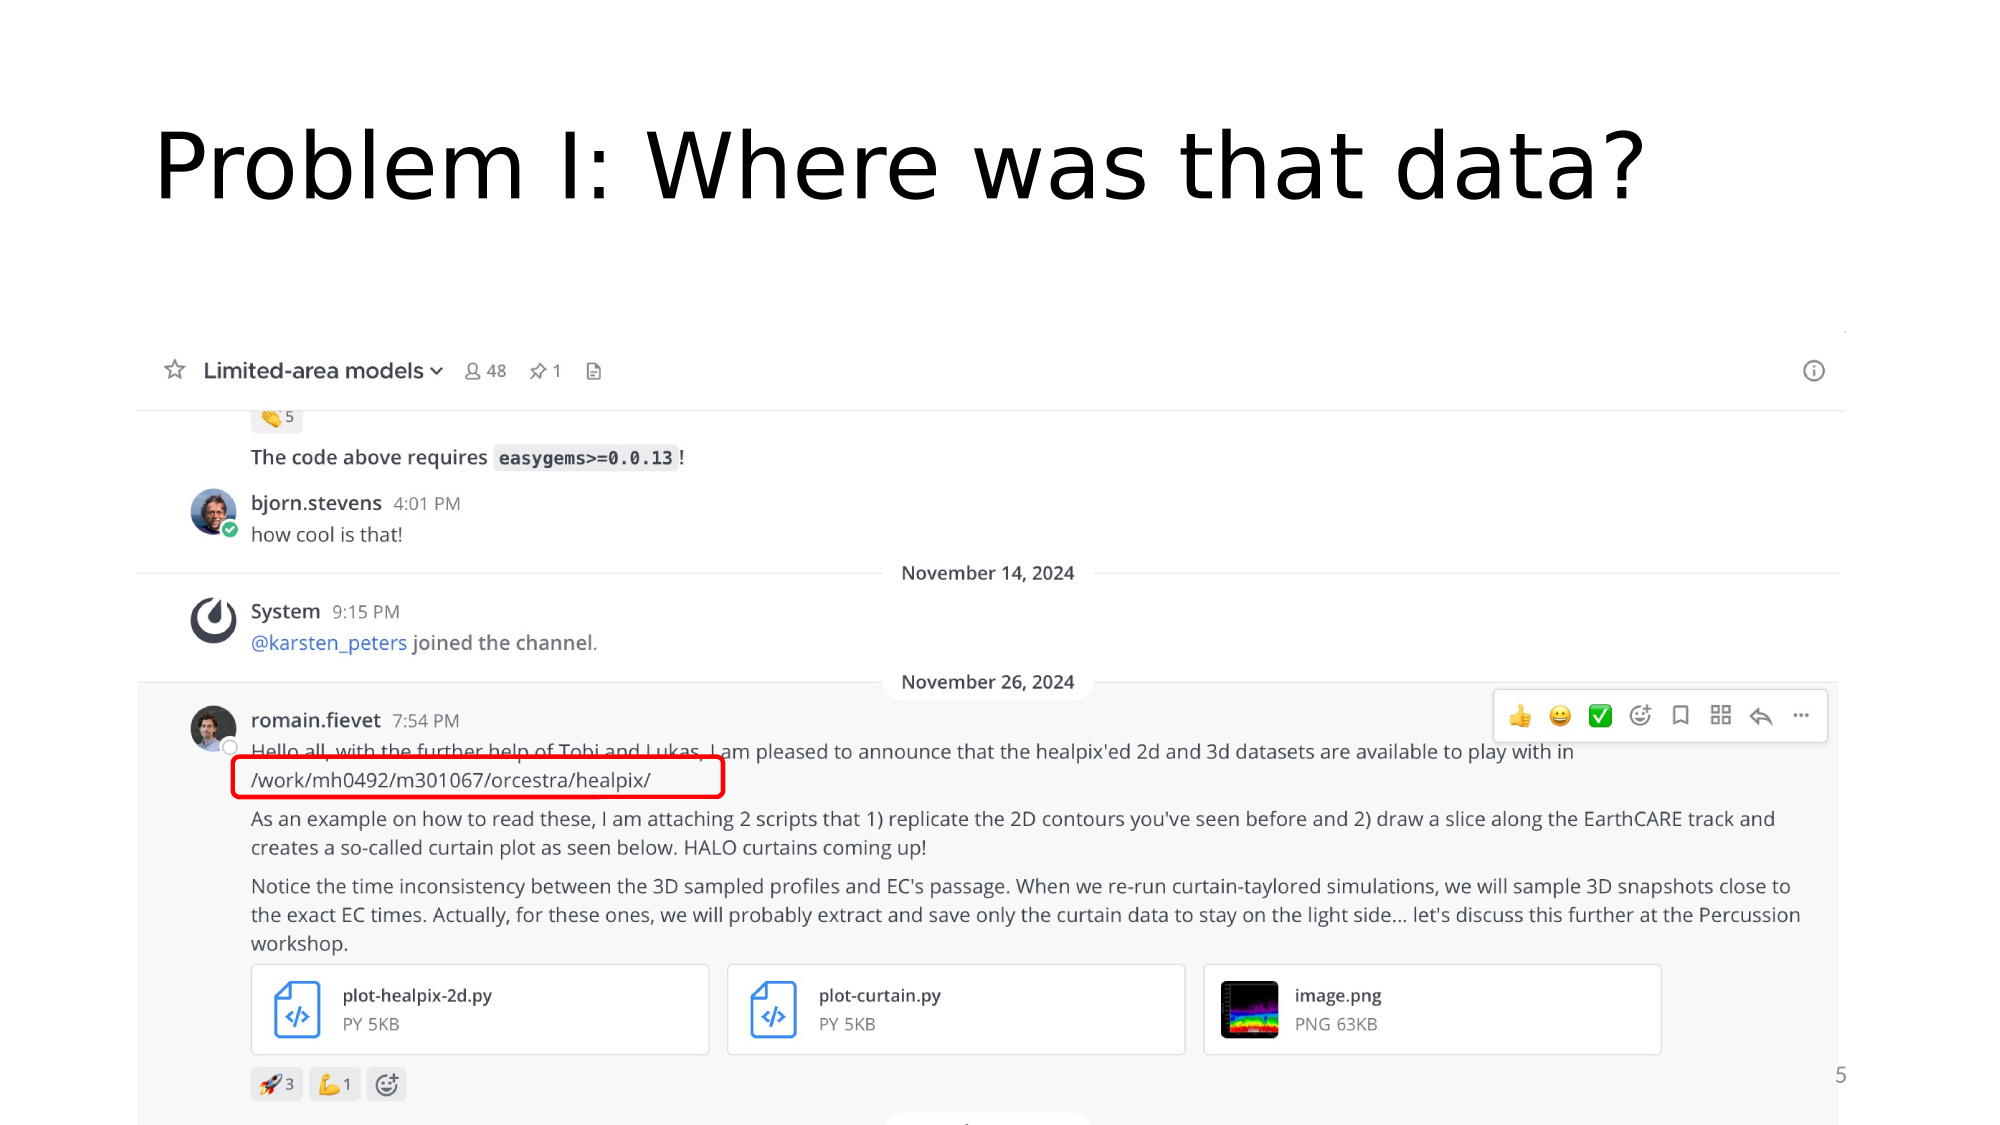 Problem I: Where was that data?
Limited-area models 48 1
5
The code above requires easygems>=0.0.13!
bjorn.stevens 4:01 PM
how cool is that!
November 14, 2024
System 9:15 PM
@karsten_peters joined the channel.
November 26, 2024
romain.fievet 7:54 PM
Hello all, with the further help of Tobi and Lukas, I am pleased to announce that the healpix'ed 2d and 3d datasets are available to play with in
/work/mh0492/m301067/orcestra/healpix/
As an example on how to read these, I am attaching 2 scripts that 1) replicate the 2D contours you've seen before and 2) draw a slice along the EarthCARE track and
creates a so-called curtain plot as seen below. HALO curtains coming up!
Notice the time inconsistency between the 3D sampled profiles and EC's passage. When we re-run curtain-taylored simulations, we will sample 3D snapshots close to
the exact EC times. Actually, for these ones, we will probably extract and save only the curtain data to stay on the light side... let's discuss this further at the Percussion
workshop.
plot-healpix-2d.py
PY 5KB
plot-curtain.py
PY 5KB
image.png
PNG 63KB
3 1
5